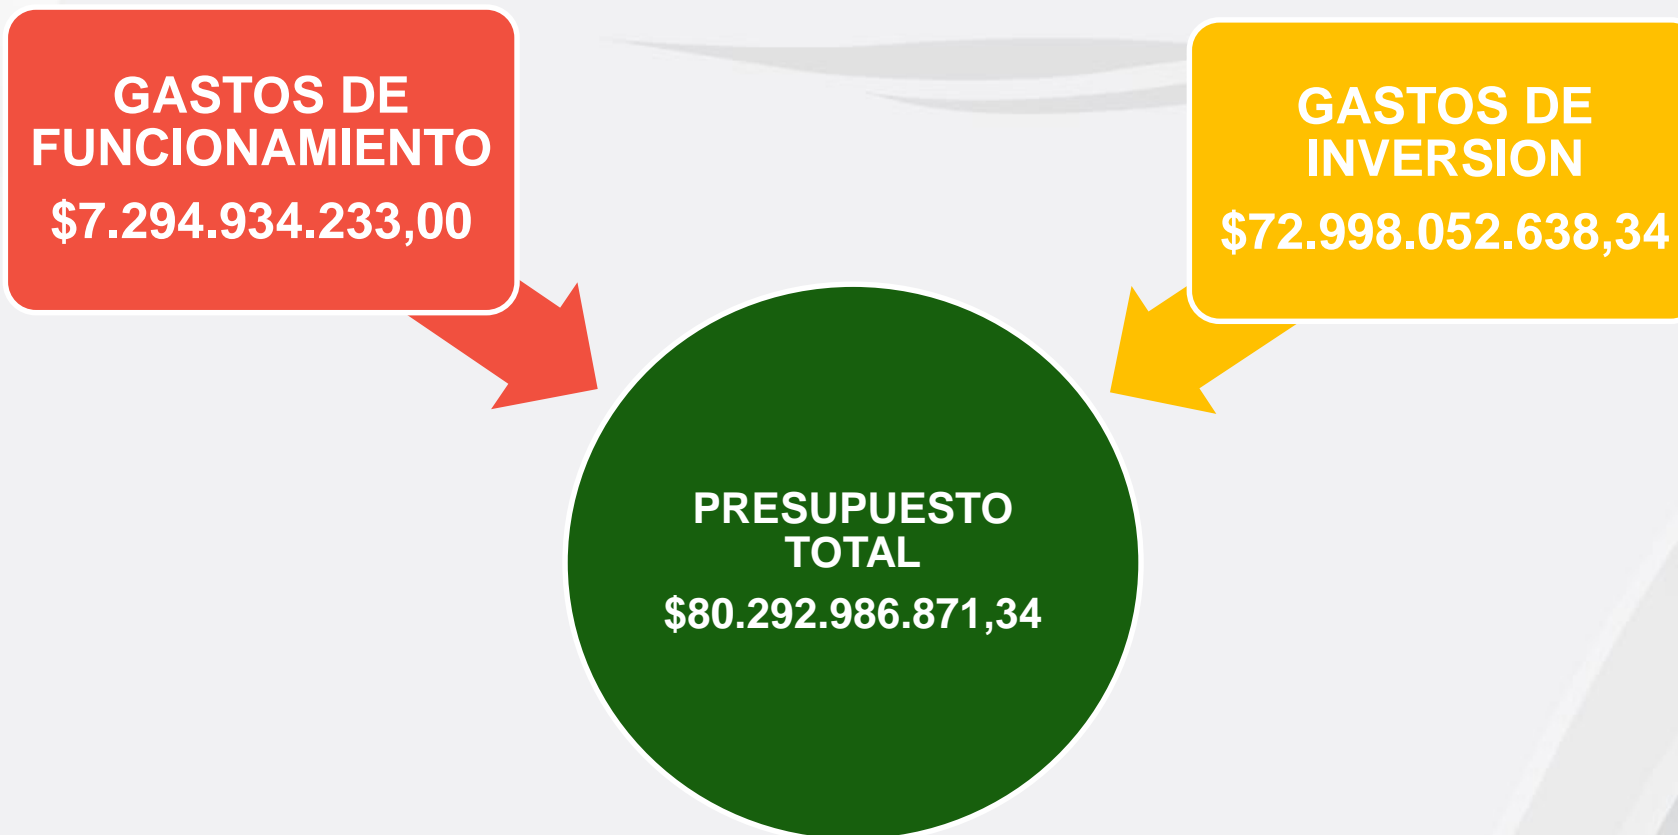 GASTOS DE
FUNCIONAMIENTO
$7.294.934.233,00
GASTOS DE
INVERSION
$72.998.052.638,34
PRESUPUESTO
TOTAL
$80.292.986.871,34